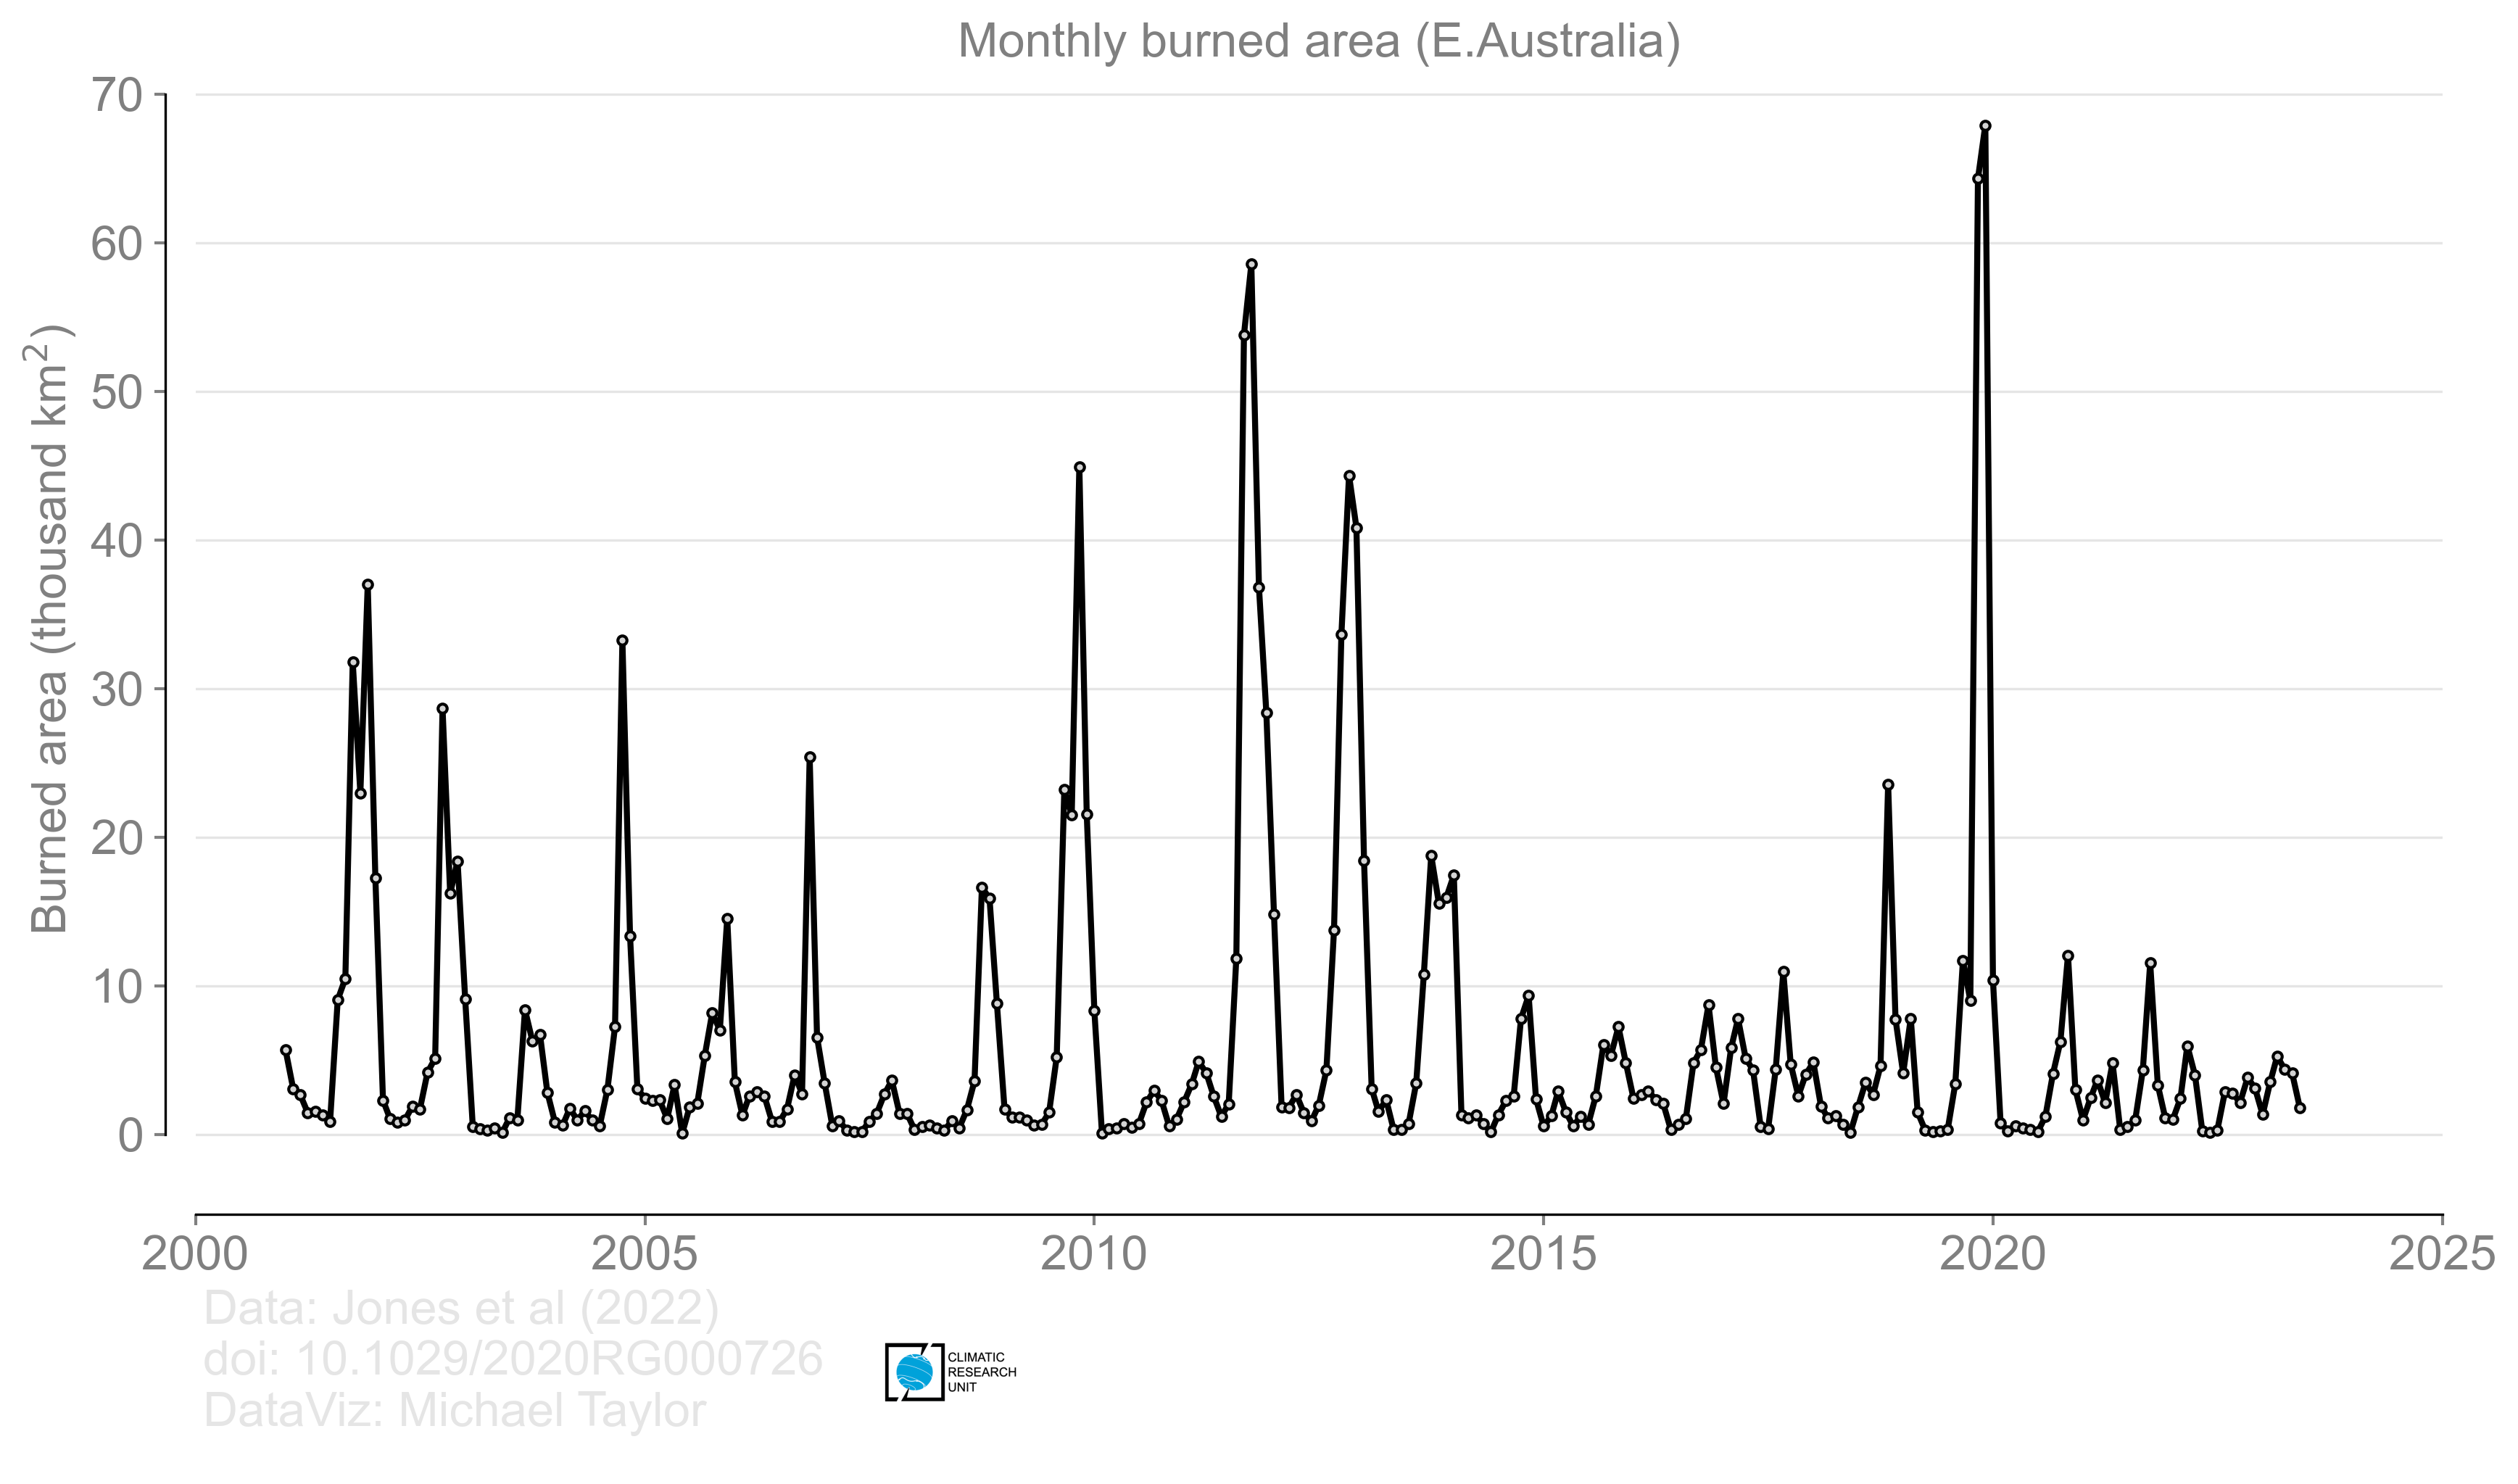 Monthly burned area (E.Australia)
Burned area (thousand km²)
70
60
50
40
30
20
10
0
2000 2005 2010 2015 2020 2025
Data: Jones et al (2022)
doi: 10.1029/2020RG000726
DataViz: Michael Taylor
CLIMATIC
RESEARCH
UNIT